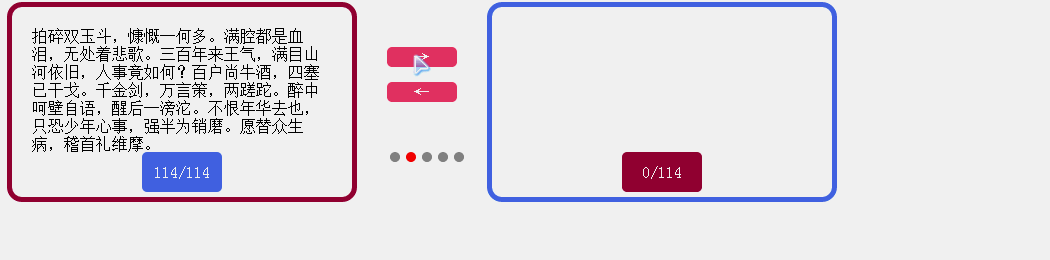 拍碎双玉斗，慷慨一何多。满腔都是血
泪，无处着悲歌。三百年来王气，满目山
河依旧，人事竟如何？百户尚牛酒，四塞
已干戈。千金剑，万言策，两蹉跎。醉中
呵壁自语，醒后一滂沱。不恨年华去也，
只恐少年心事，强半为销磨。愿替众生
病，稽首礼维摩。
114/114
→
←
0/114